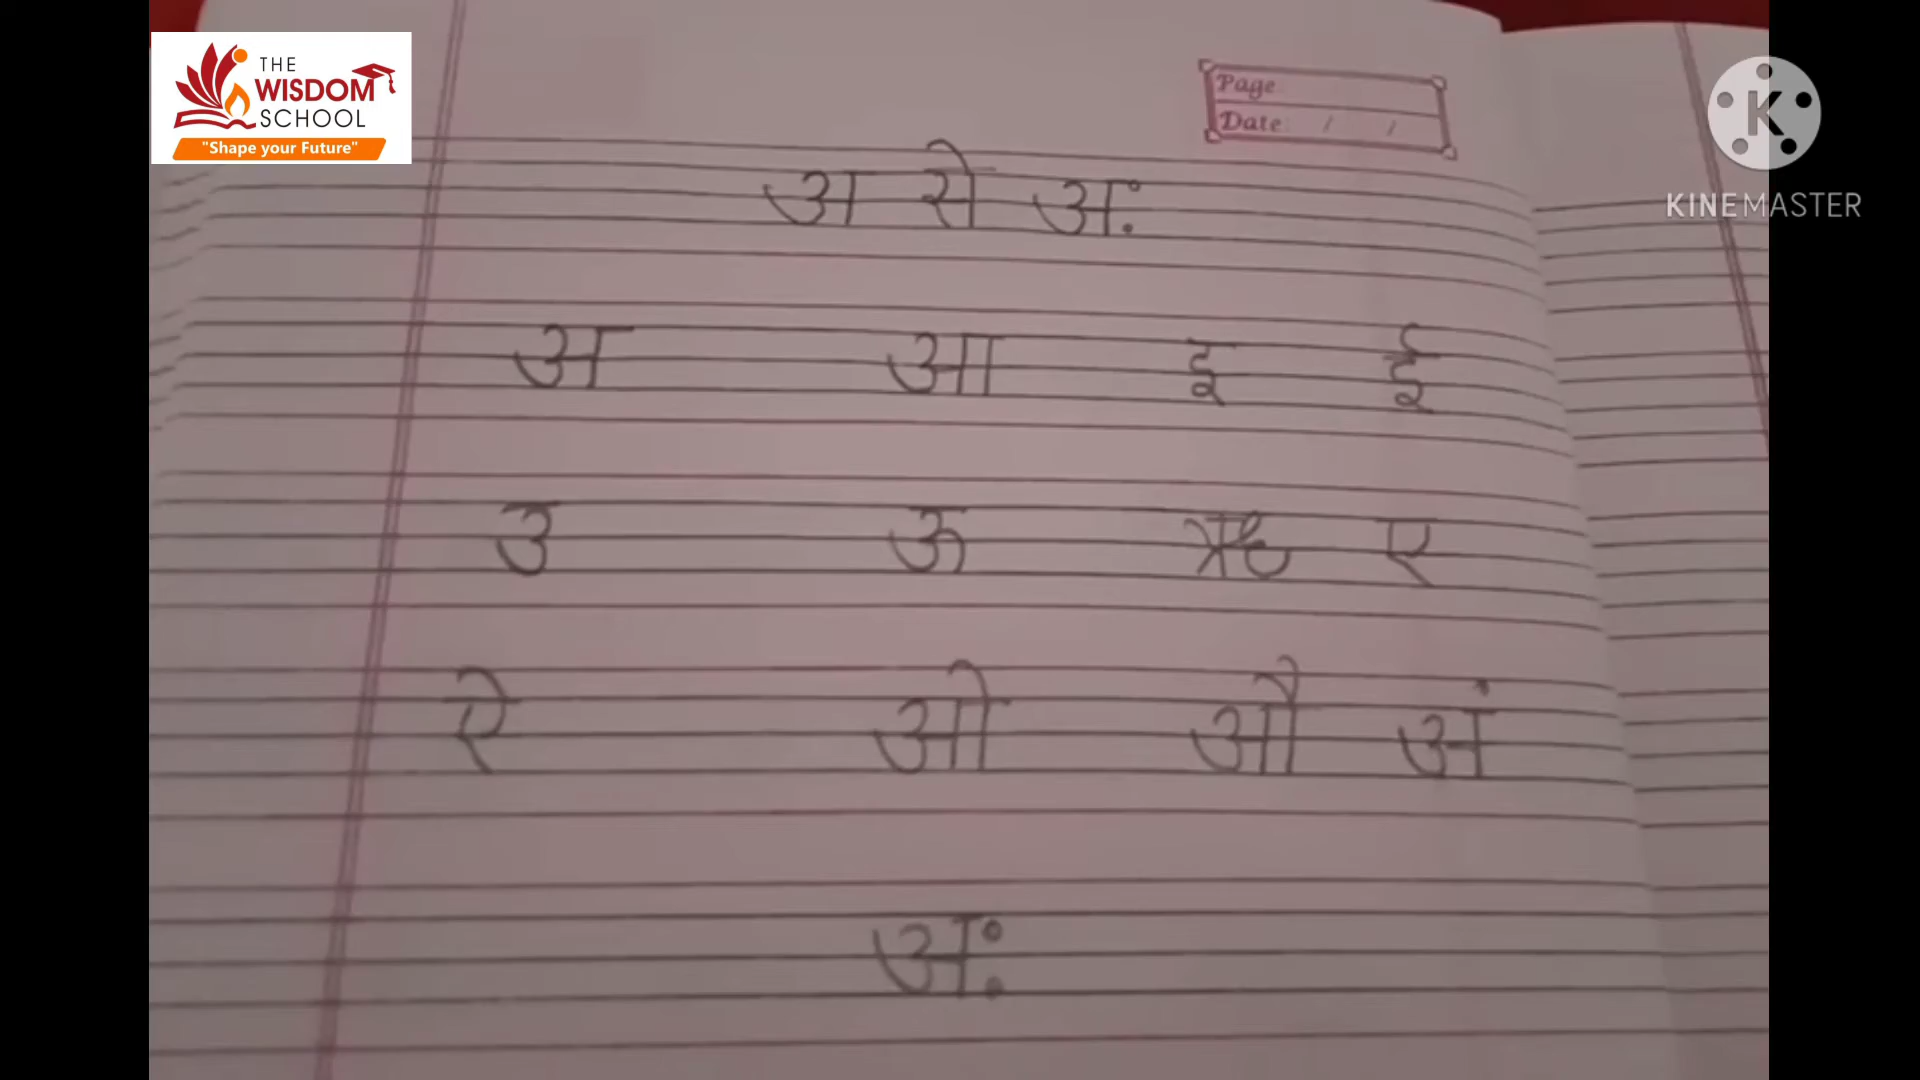 THE
WISDOM
SCHOOL
"Shape your Future"
Page
Date: / /
KINEMASTER
अ से अः
अ आ इ ई
उ ऊ ऋ ए
ऐ ओ औ अं
अः